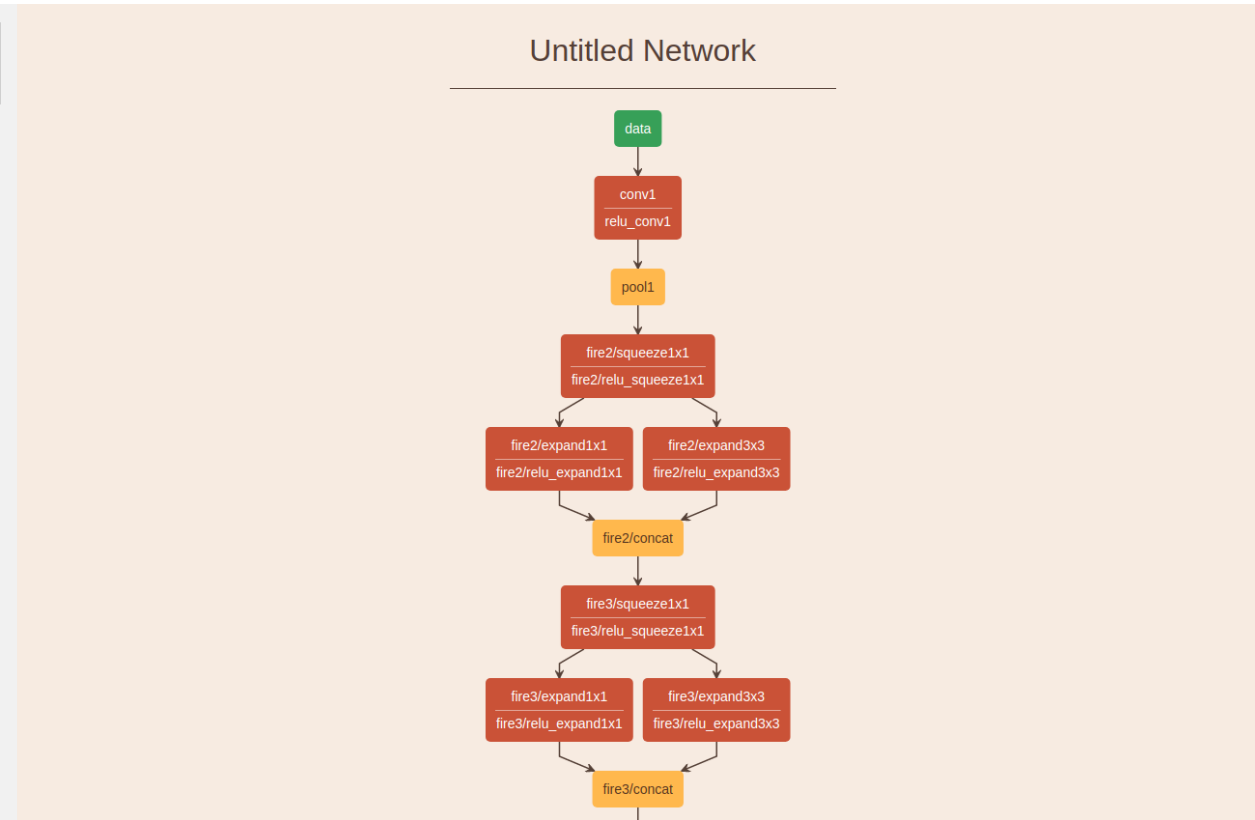 Untitled Network
data
conv1
relu_conv1
pool1
fire2/squeeze1x1
fire2/relu_squeeze1x1
fire2/expand1x1
fire2/relu_expand1x1
fire2/expand3x3
fire2/relu_expand3x3
fire2/concat
fire3/squeeze1x1
fire3/relu_squeeze1x1
fire3/expand1x1
fire3/relu_expand1x1
fire3/expand3x3
fire3/relu_expand3x3
fire3/concat